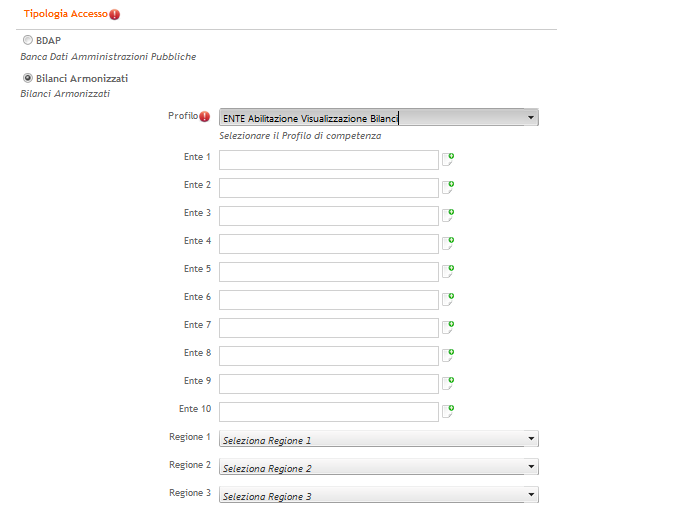 Tipologia Accesso
BDAP
Banca Dati Amministrazioni Pubbliche
Bilanci Armonizzati
Bilanci Armonizzati
Profilo ENTE Abilitazione Visualizzazione Bilanci
Selezionare il Profilo di competenza
Ente 1
Ente 2
Ente 3
Ente 4
Ente 5
Ente 6
Ente 7
Ente 8
Ente 9
Ente 10
Regione 1 Seleziona Regione 1
Regione 2 Seleziona Regione 2
Regione 3 Seleziona Regione 3